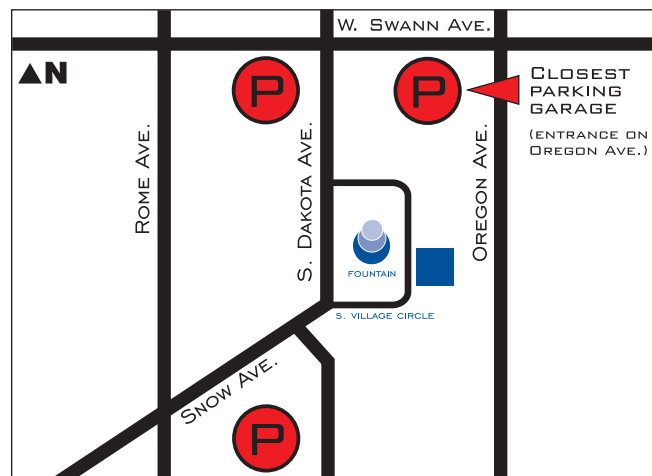 W. Swann Ave.
N
P
P
Closest
parking
garage
(entrance on
Oregon Ave.)
Rome Ave.
S. Dakota Ave.
Oregon Ave.
Fountain
S. Village Circle
Snow Ave.
P